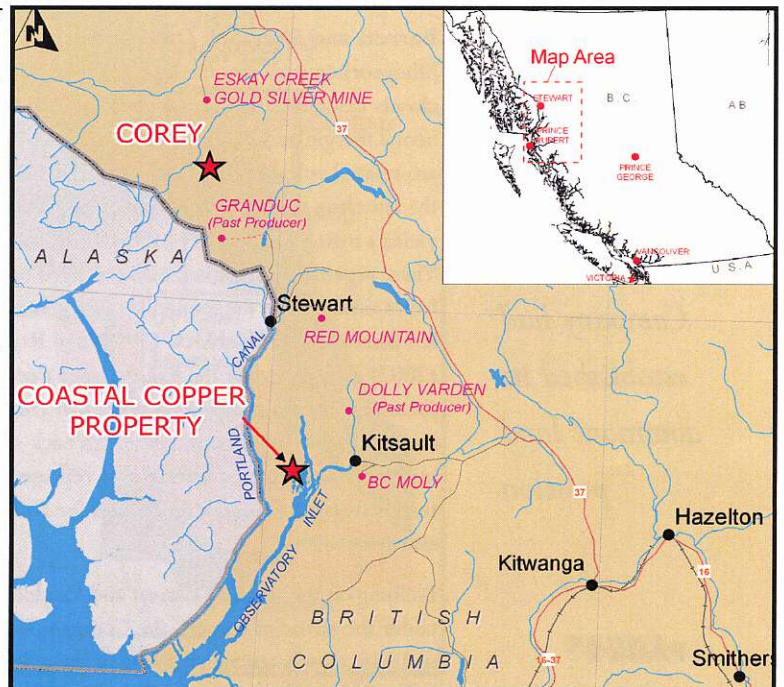 N
ESKAY CREEK
GOLD SILVER MINE
COREY
37
GRANDUC
(Past Producer)
ALASKA
Stewart
CANAL
RED MOUNTAIN
COASTAL COPPER
PROPERTY
DOLLY VARDEN
(Past Producer)
PORTLAND
Kitsault
BC MOLY
INLET
OBSERVATORY
37
Hazelton
Kitwanga
16
BRITISH
COLUMBIA
16-37
Smithers
Map Area
B.C.
AB
STEWART
PRINCE
RUPERT
PRINCE
GEORGE
VANCOUVER
VICTORIA
U.S.A